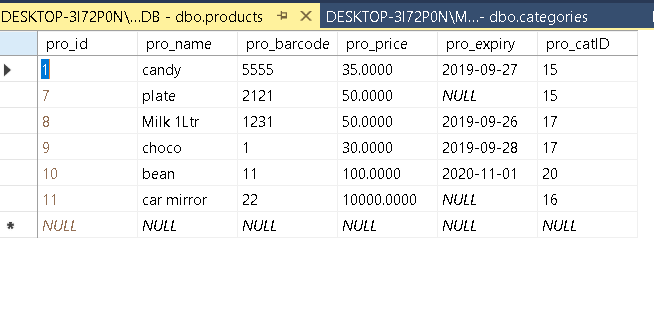 DESKTOP-3I72P0N\...DB - dbo.products DESKTOP-3I72P0N\M...- dbo.categories
pro_id pro_name pro_barcode pro_price pro_expiry pro_catID
1 candy 5555 35.0000 2019-09-27 15
7 plate 2121 50.0000 NULL 15
8 Milk 1Ltr 1231 50.0000 2019-09-26 17
9 choco 1 30.0000 2019-09-28 17
10 bean 11 100.0000 2020-11-01 20
11 car mirror 22 10000.0000 NULL 16
* NULL NULL NULL NULL NULL NULL